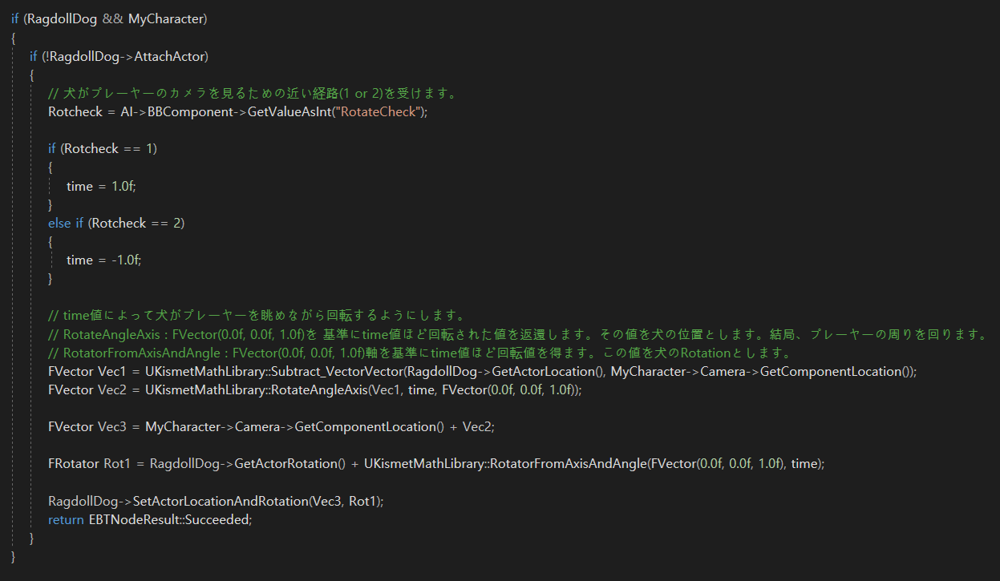 if (RagdollDog && MyCharacter)
{
if (!RagdollDog->AttachActor)
{
// 犬がプレーヤーのカメラを見るための近い経路(1 or 2)を受けます。
Rotcheck = AI->BBComponent->GetValueAsInt("RotateCheck");
if (Rotcheck == 1)
{
time = 1.0f;
}
else if (Rotcheck == 2)
{
time = -1.0f;
}
// time値によって犬がプレーヤーを眺めながら回転するようにします。
// RotateAngleAxis : FVector(0.0f, 0.0f, 1.0f)を 基準にtime値ほど回転された値を返還します。その値を犬の位置とします。結局、プレーヤーの周りを回ります。
// RotatorFromAxisAndAngle : FVector(0.0f, 0.0f, 1.0f)軸を基準にtime値ほど回転値を得ます。この値を犬のRotationとします。
FVector Vec1 = UKismetMathLibrary::Subtract_VectorVector(RagdollDog->GetActorLocation(), MyCharacter->Camera->GetComponentLocation());
FVector Vec2 = UKismetMathLibrary::RotateAngleAxis(Vec1, time, FVector(0.0f, 0.0f, 1.0f));
FVector Vec3 = MyCharacter->Camera->GetComponentLocation() + Vec2;
FRotator Rot1 = RagdollDog->GetActorRotation() + UKismetMathLibrary::RotatorFromAxisAndAngle(FVector(0.0f, 0.0f, 1.0f), time);
RagdollDog->SetActorLocationAndRotation(Vec3, Rot1);
return EBTNodeResult::Succeeded;
}
}